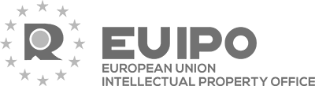 R EUIPO
EUROPEAN UNION
INTELLECTUAL PROPERTY OFFICE